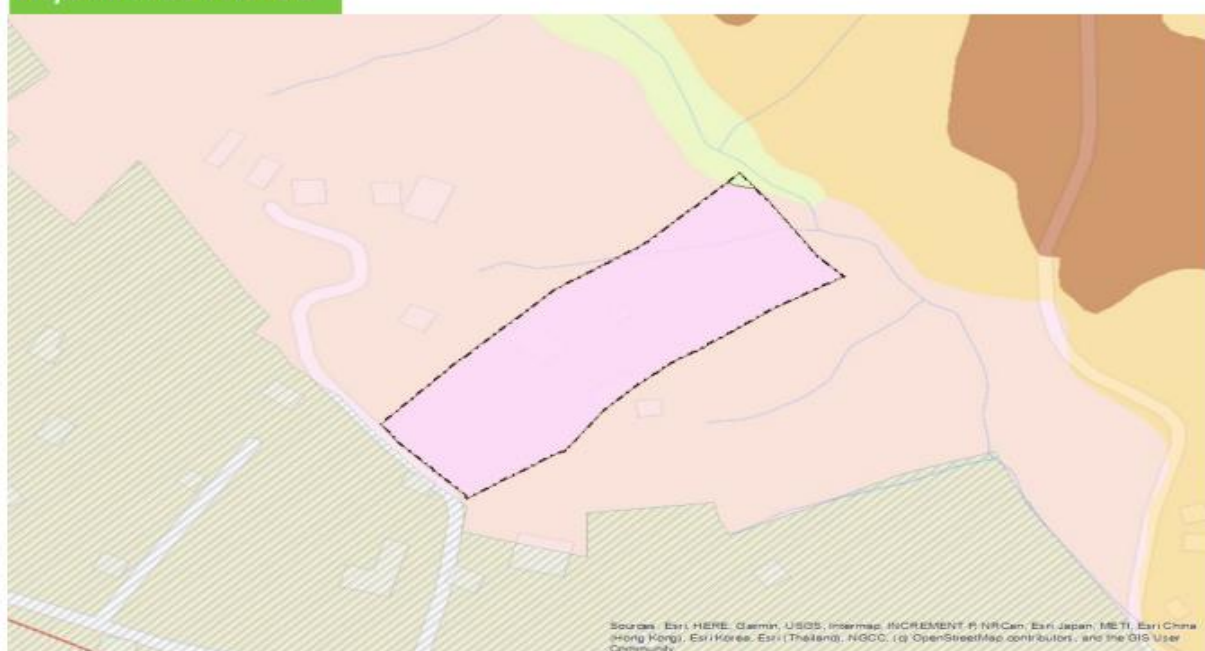 Sources: Esri, HERE, Garmin, USGS, Intermap, INCREMENT P, NRCan, Esri Japan, METI, Esri China
(Hong Kong), Esri Korea, Esri (Thailand), NGCC, (c) OpenStreetMap contributors, and the GIS User
Community